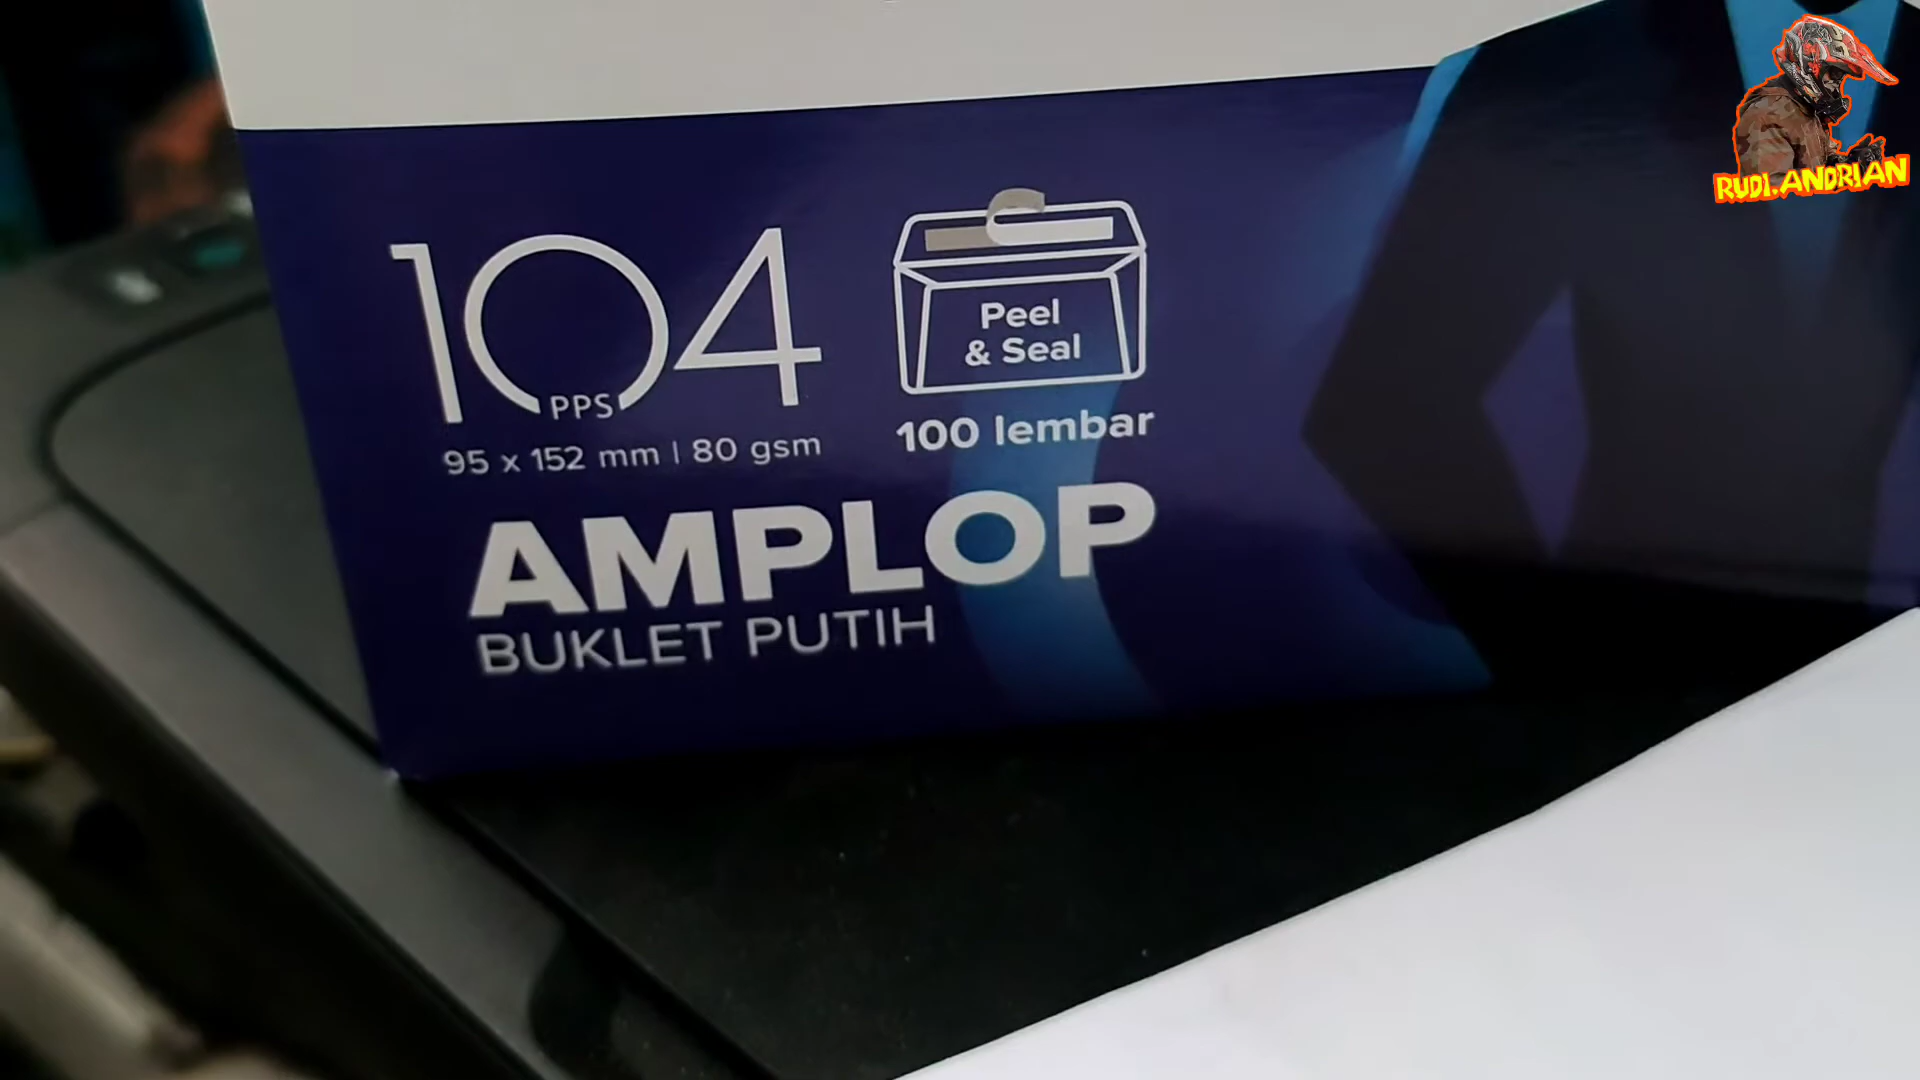 RUDI.ANDRIAN
104
PPS
95 x 152 mm | 80 gsm
Peel
& Seal
100 lembar
AMPLOP
BUKLET PUTIH